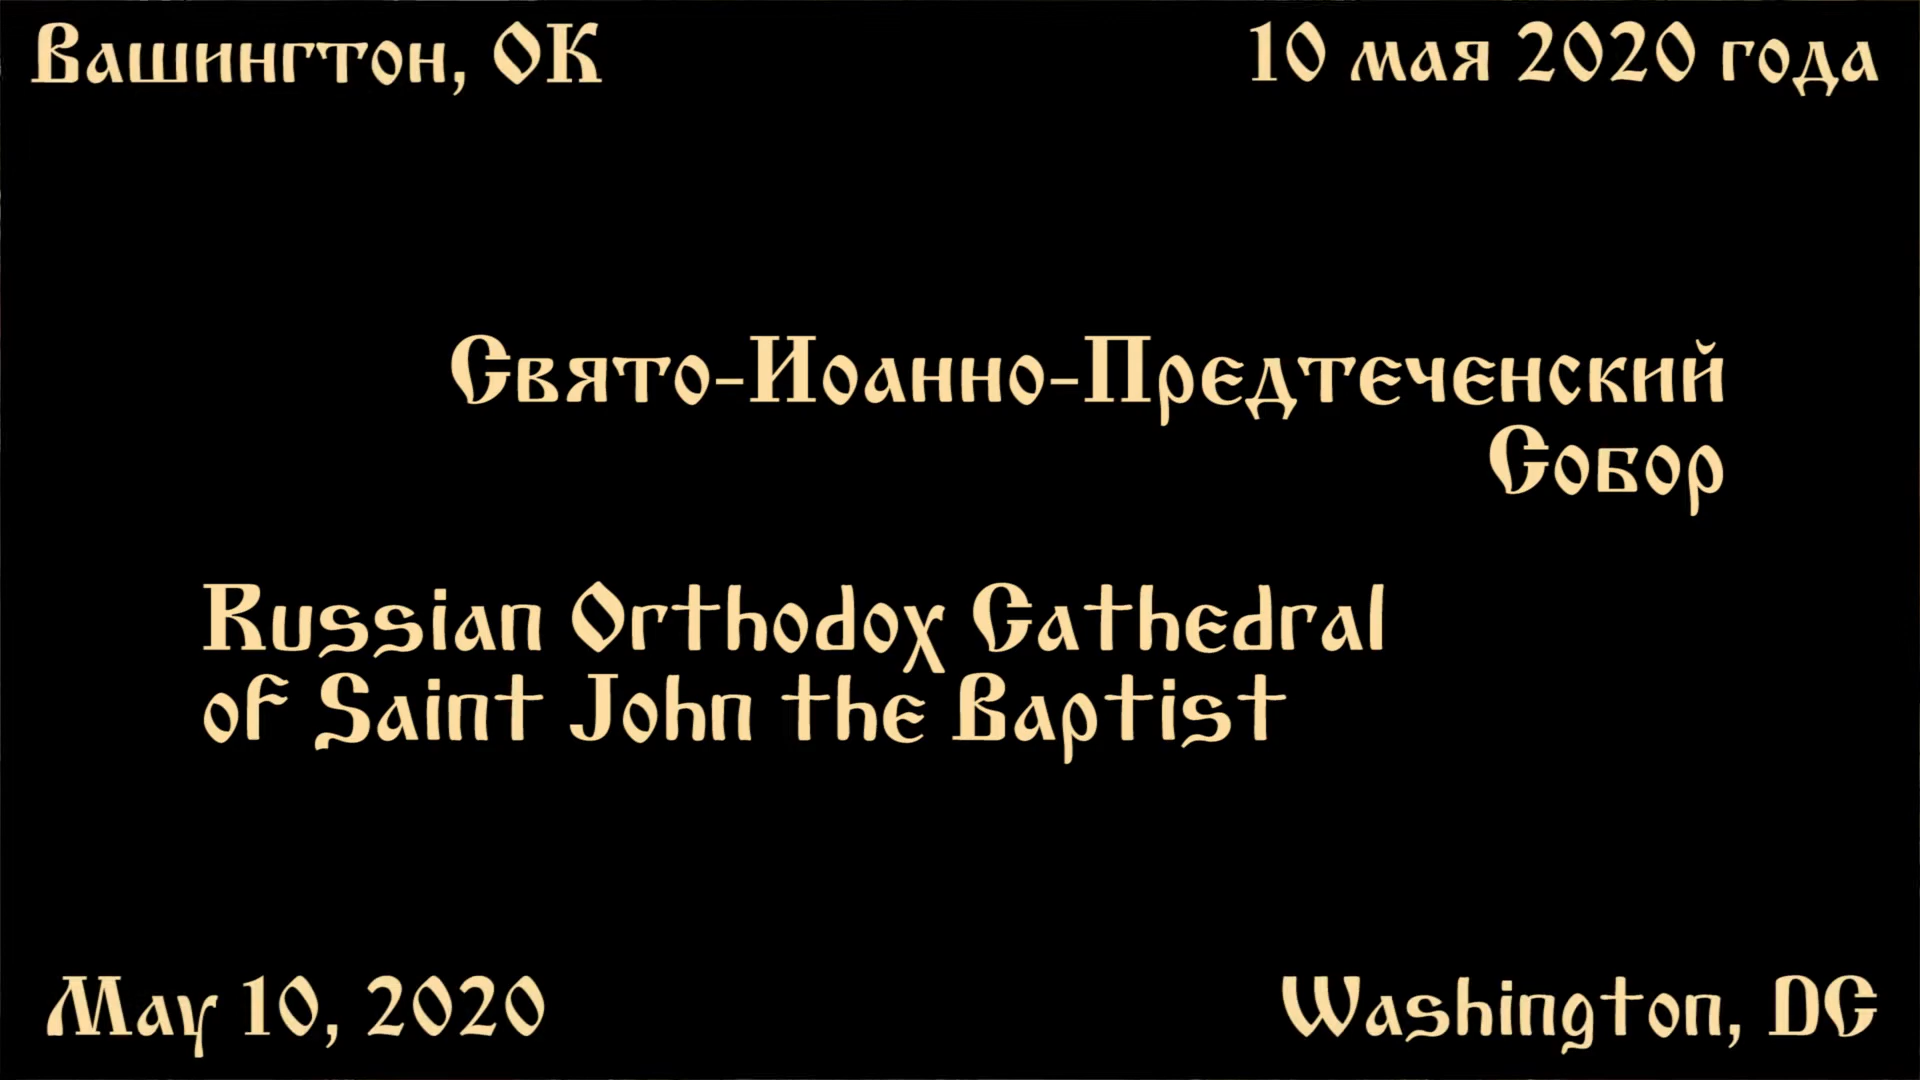 Вашингтон, ОК
10 мая 2020 года
Свято-Иоанно-Предтеченский
Собор
Russian Orthodox Cathedral
of Saint John the Baptist
May 10, 2020
Washington, DC